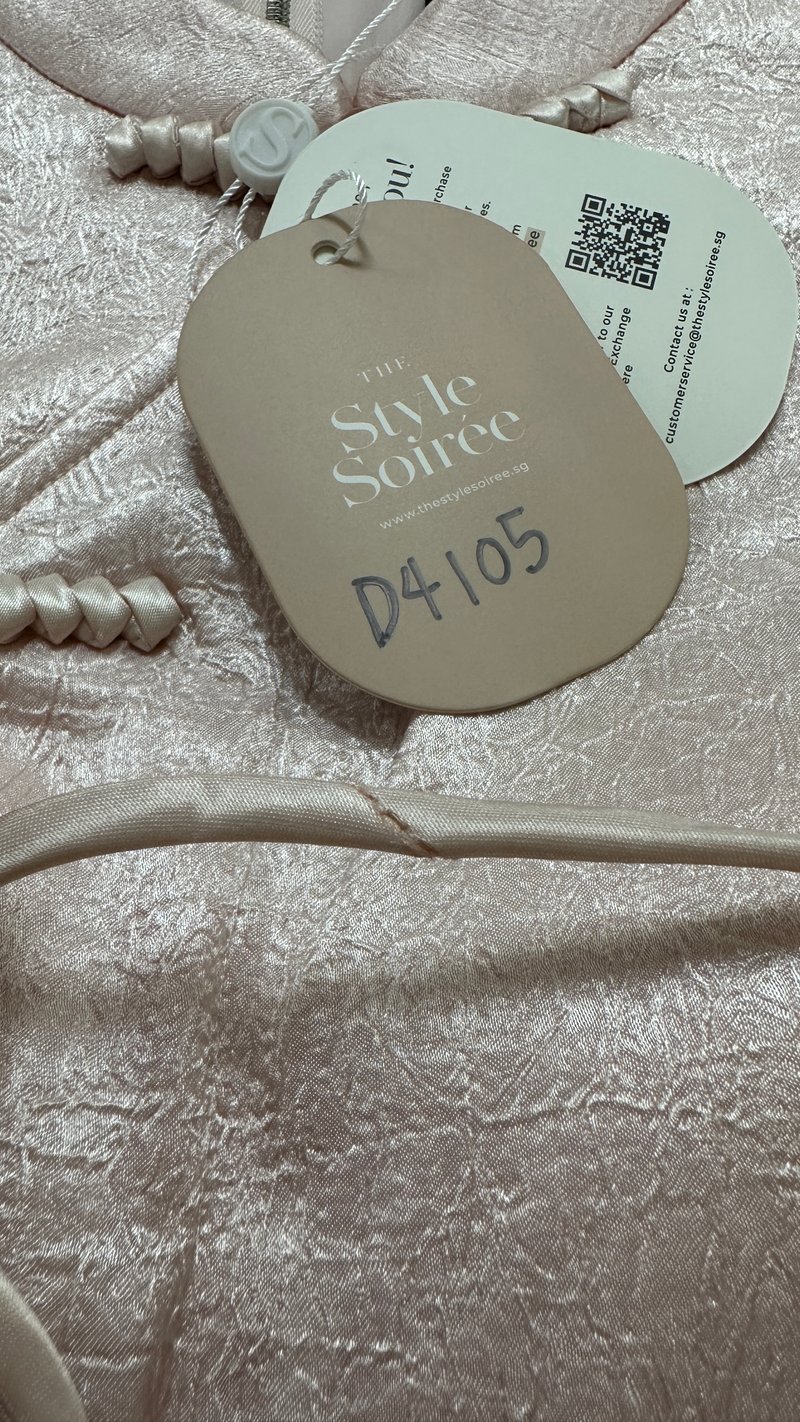 THE
Style
Soirée
www.thestylesoiree.sg
D4105
ou!
rchase
r
es.
m
ee
to our
Exchange
ere
Contact us at :
customerservice@thestylesoiree.sg
S